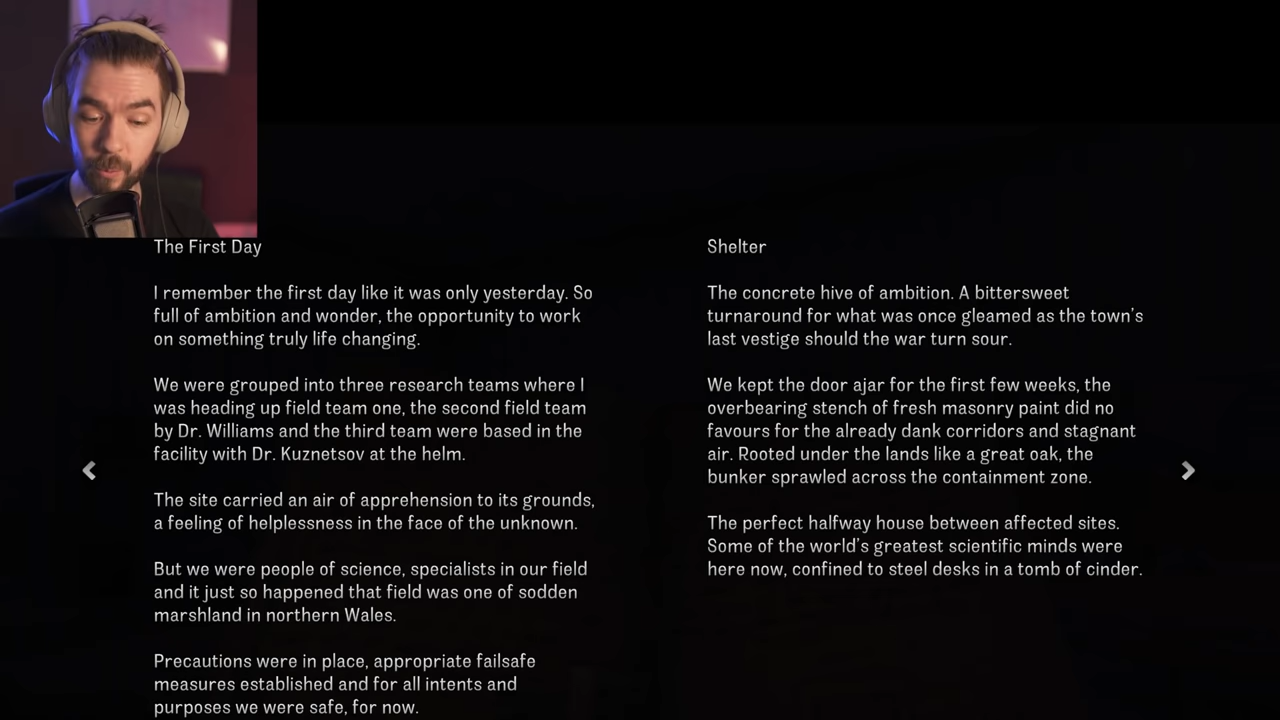 The First Day
I remember the first day like it was only yesterday. So
full of ambition and wonder, the opportunity to work
on something truly life changing.
We were grouped into three research teams where I
was heading up field team one, the second field team
by Dr. Williams and the third team were based in the
facility with Dr. Kuznetsov at the helm.
The site carried an air of apprehension to its grounds,
a feeling of helplessness in the face of the unknown.
But we were people of science, specialists in our field
and it just so happened that field was one of sodden
marshland in northern Wales.
Precautions were in place, appropriate failsafe
measures established and for all intents and
purposes we were safe, for now.
Shelter
The concrete hive of ambition. A bittersweet
turnaround for what was once gleamed as the town's
last vestige should the war turn sour.
We kept the door ajar for the first few weeks, the
overbearing stench of fresh masonry paint did no
favours for the already dank corridors and stagnant
air. Rooted under the lands like a great oak, the
bunker sprawled across the containment zone.
The perfect halfway house between affected sites.
Some of the world's greatest scientific minds were
here now, confined to steel desks in a tomb of cinder.